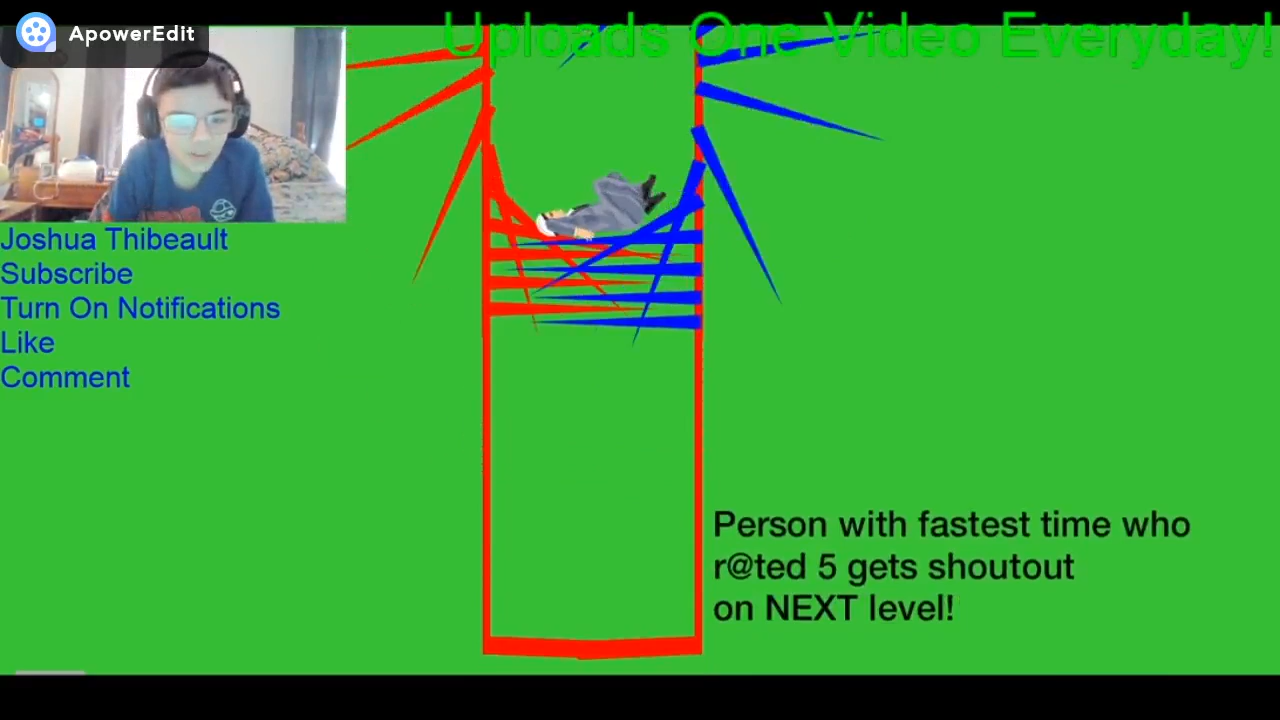 ApowerEdit
Uploads One Video Everyday!
Joshua Thibeault
Subscribe
Turn On Notifications
Like
Comment
Person with fastest time who
r@ted 5 gets shoutout
on NEXT level!